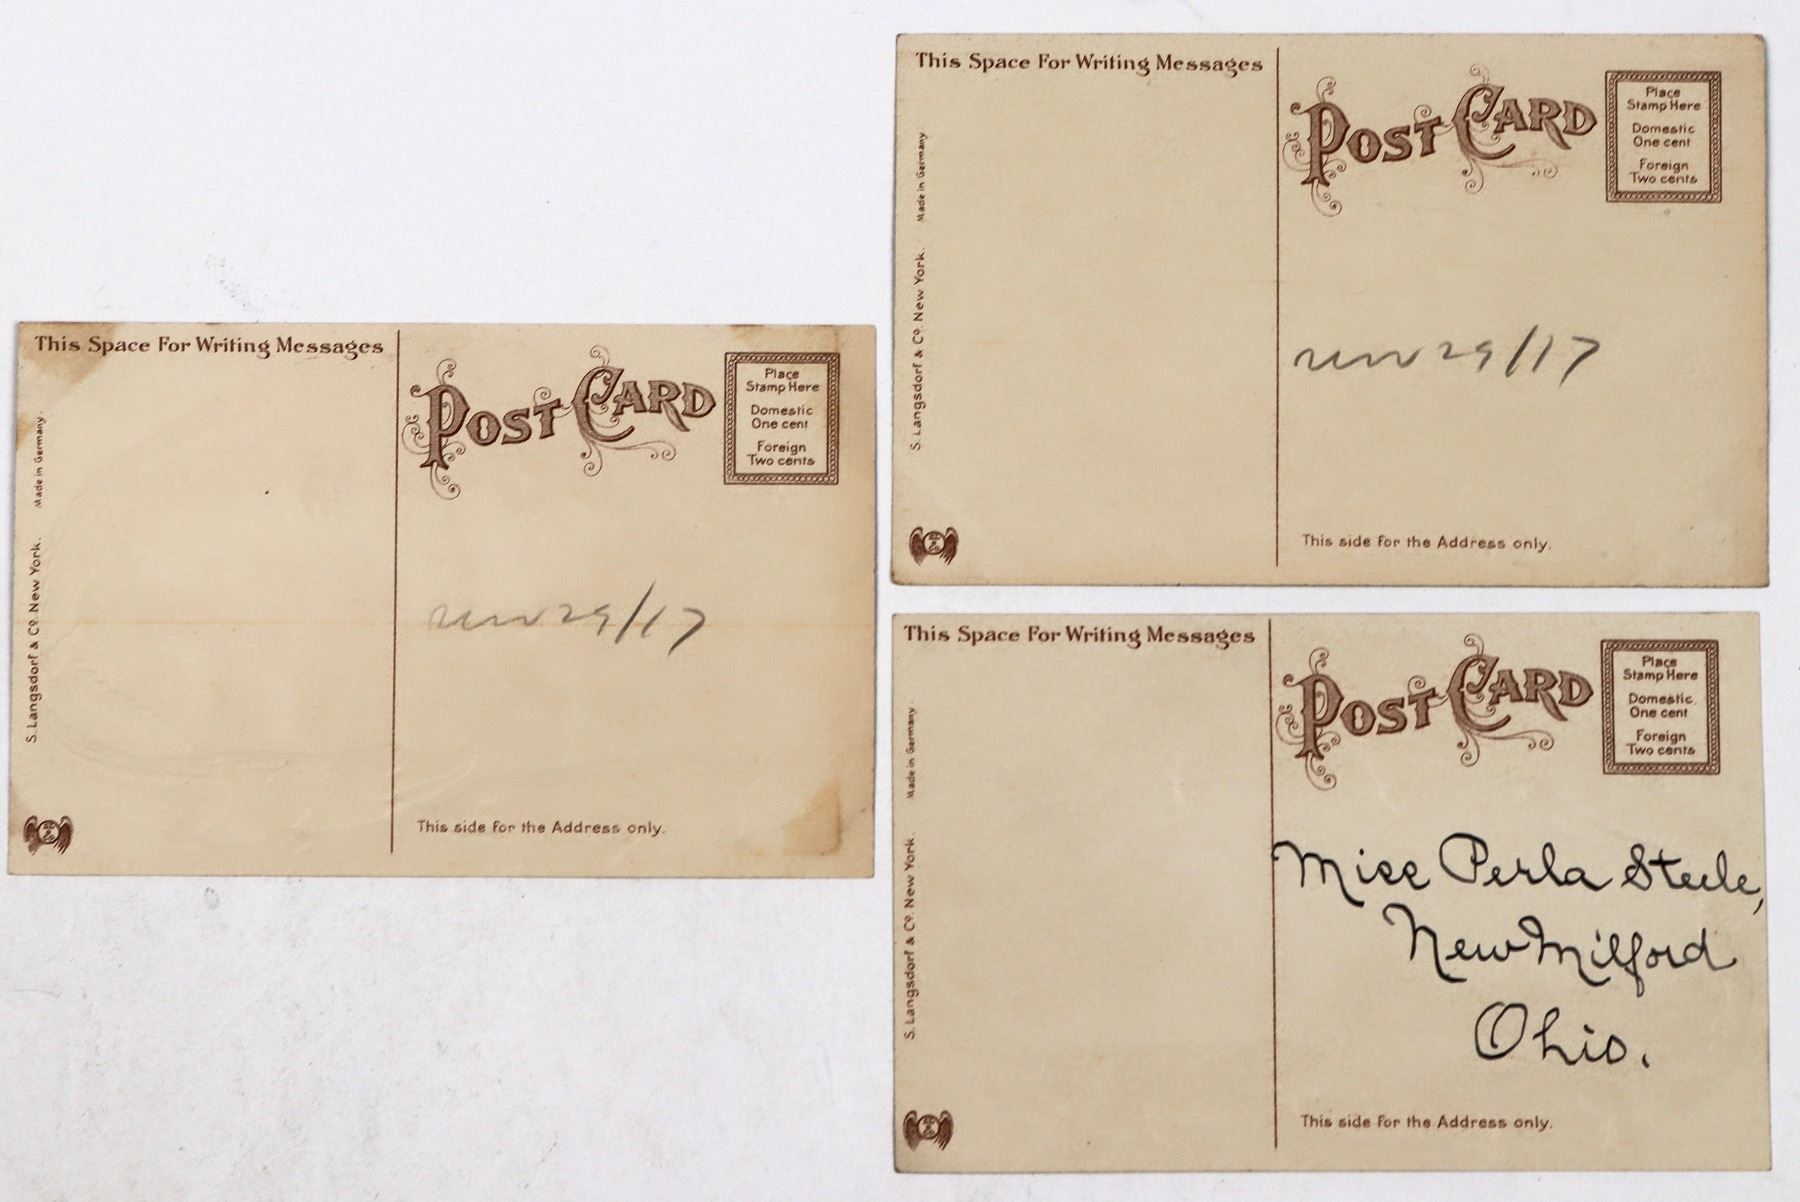 This Space For Writing Messages
POST CARD
Place
Stamp Here
Domestic
One cent
Foreign
Two cents
Made in Germany.
S. Langsdorf & Co. New York.
29/17
This side for the Address only.
This Space For Writing Messages
POST CARD
Place
Stamp Here
Domestic
One cent
Foreign
Two cents
Made in Germany.
S. Langsdorf & Co. New York.
29/17
This side for the Address only.
This Space For Writing Messages
POST CARD
Place
Stamp Here
Domestic.
One cent
Foreign
Two cents
Made in Germany.
S. Langsdorf & Co. New York.
Miss Perla Steele,
New Milford
Ohio.
This side for the Address only.